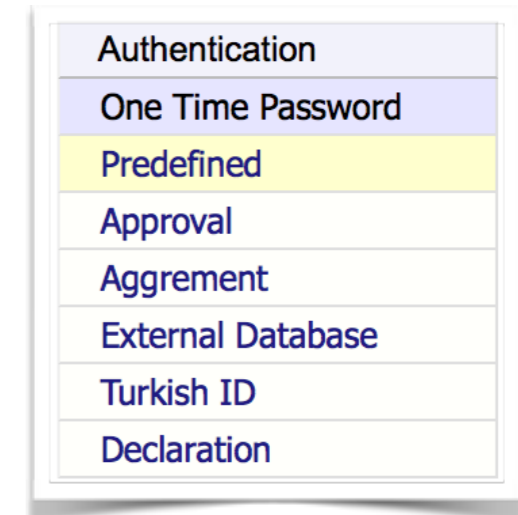 Authentication
One Time Password
Predefined
Approval
Aggrement
External Database
Turkish ID
Declaration